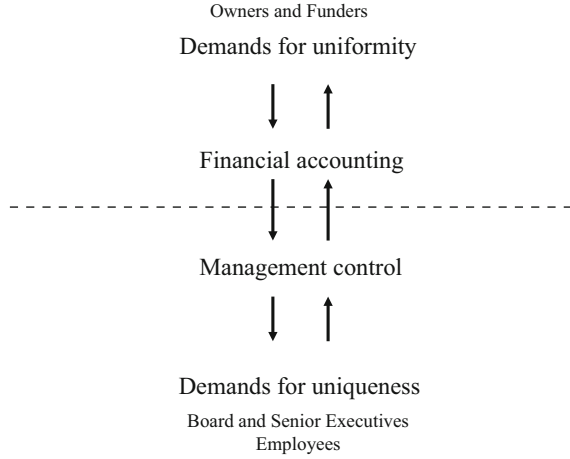 Owners and Funders
Demands for uniformity
Financial accounting
Management control
Demands for uniqueness
Board and Senior Executives
Employees